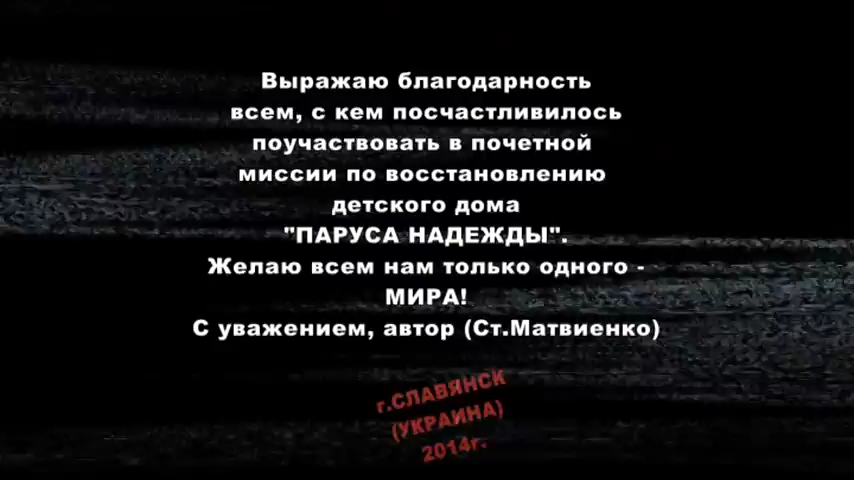 Выражаю благодарность
всем, с кем посчастливилось
поучаствовать в почетной
миссии по восстановлению
детского дома
"ПАРУСА НАДЕЖДЫ".
Желаю всем нам только одного -
МИРА!
С уважением, автор (Ст.Матвиенко)
г.СЛАВЯНСК
(УКРАИНА)
2014г.